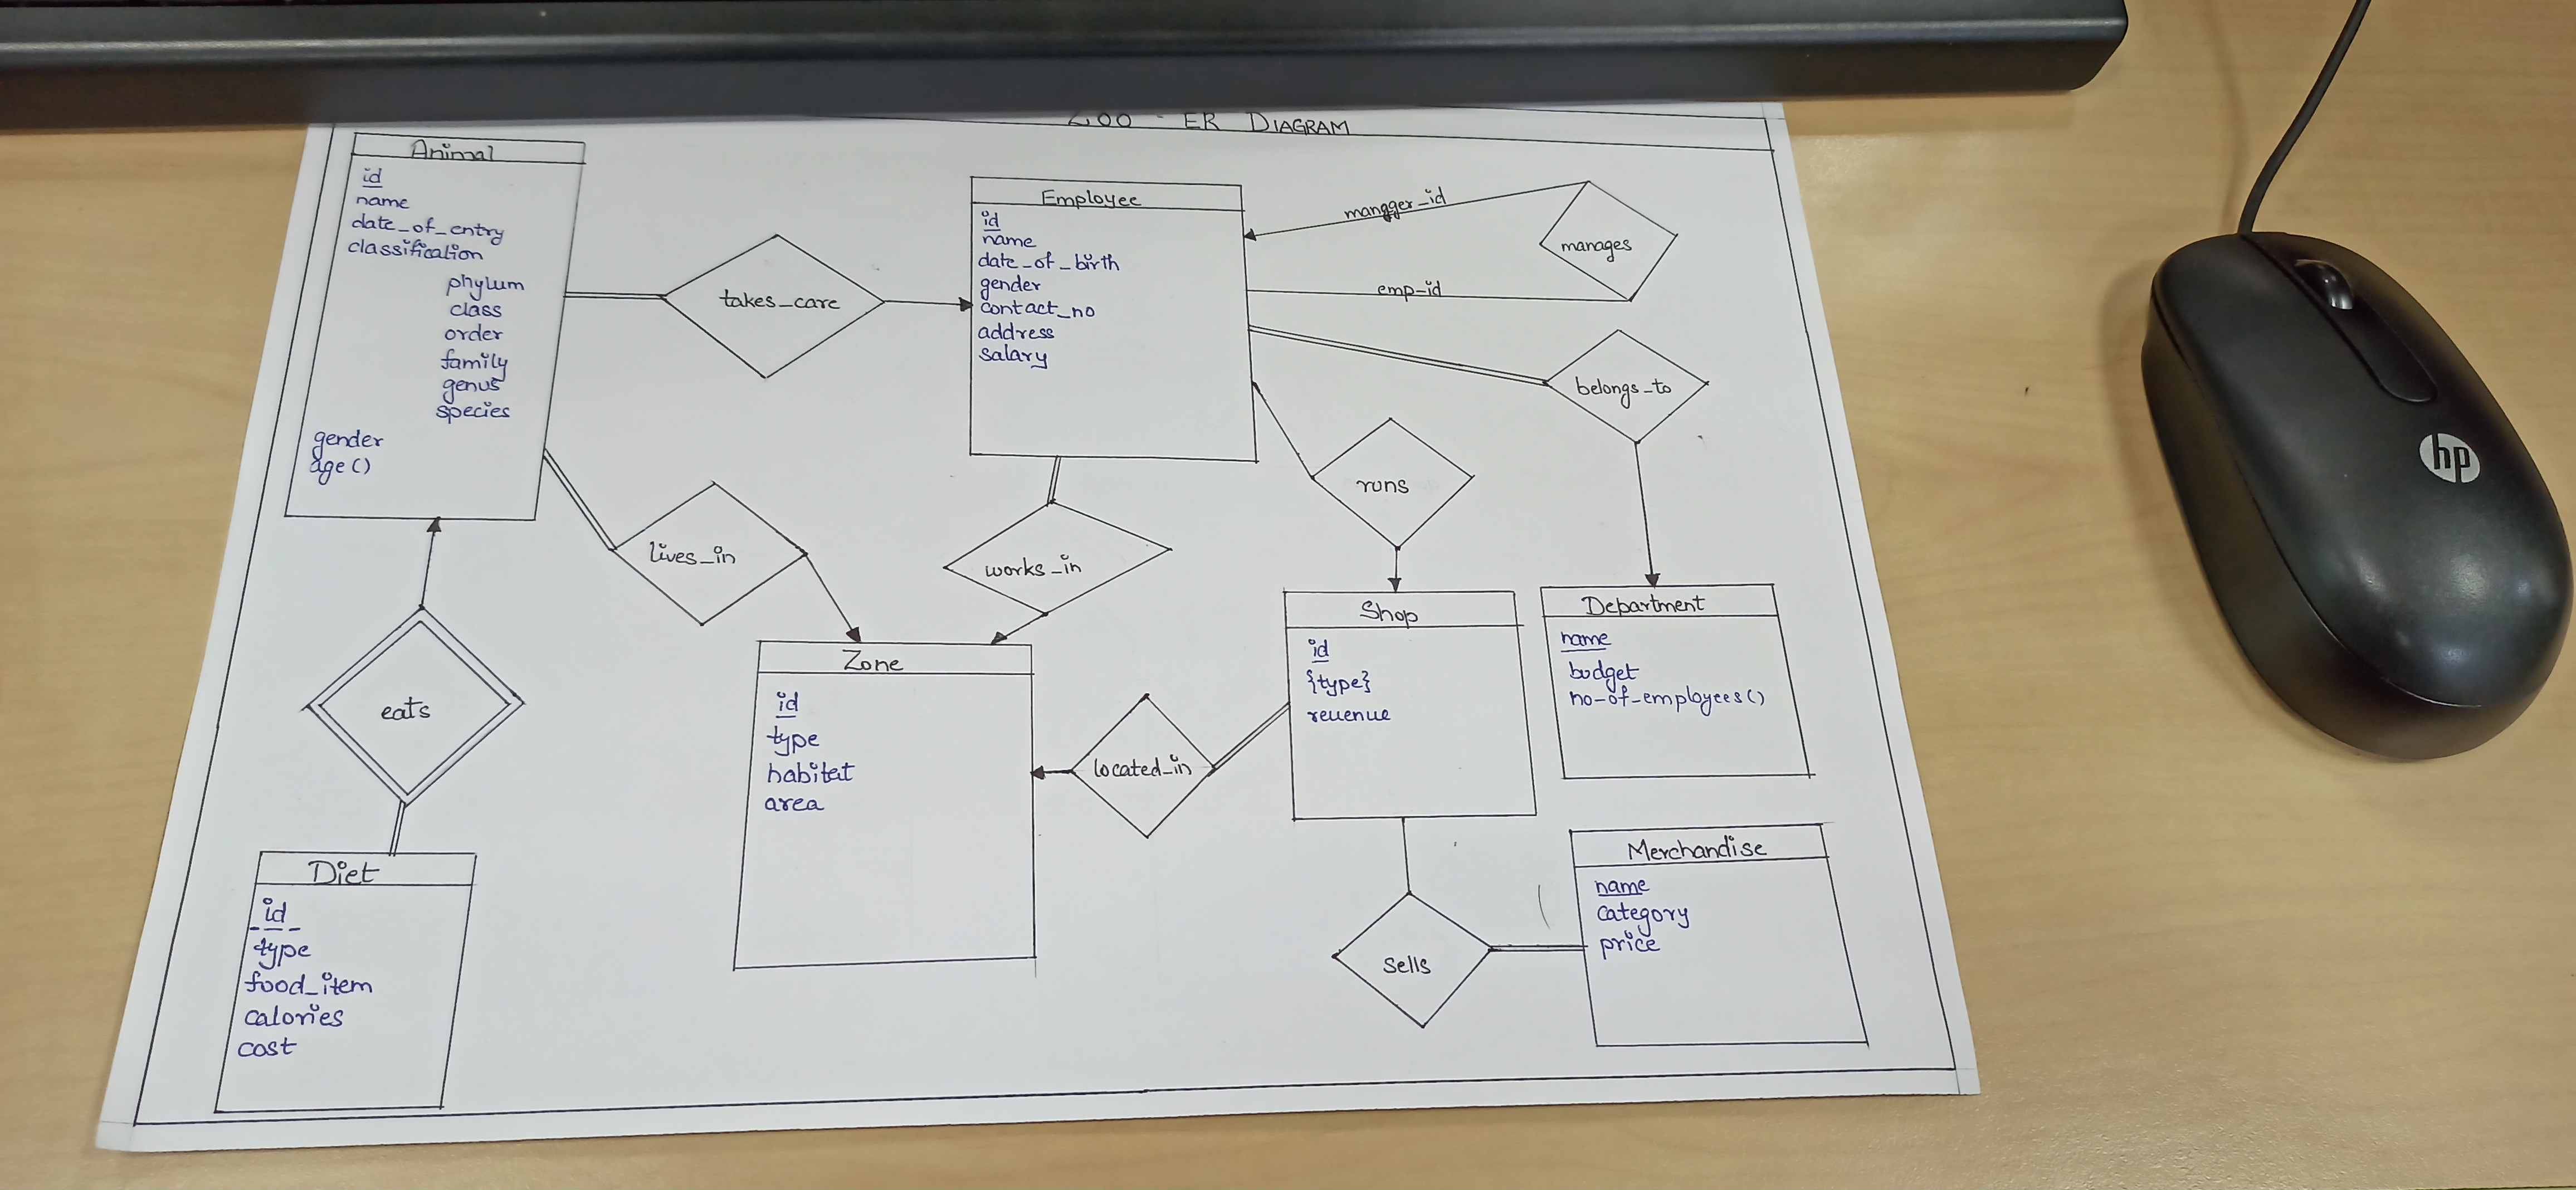 ZOO - ER DIAGRAM
Animal
id
name
date_of_entry
classification
phylum
class
order
family
genus
species
gender
age()
takes_care
Employee
id
name
date_of_birth
gender
contact_no
address
salary
mangger_id
manages
emp-id
belongs_to
runs
lives_in
works_in
eats
Zone
id
type
habitat
area
located_in
Shop
id
{type}
revenue
Department
name
budget
no-of-employees()
Diet
id
type
food_item
calories
cost
sells
Merchandise
name
category
price
hp